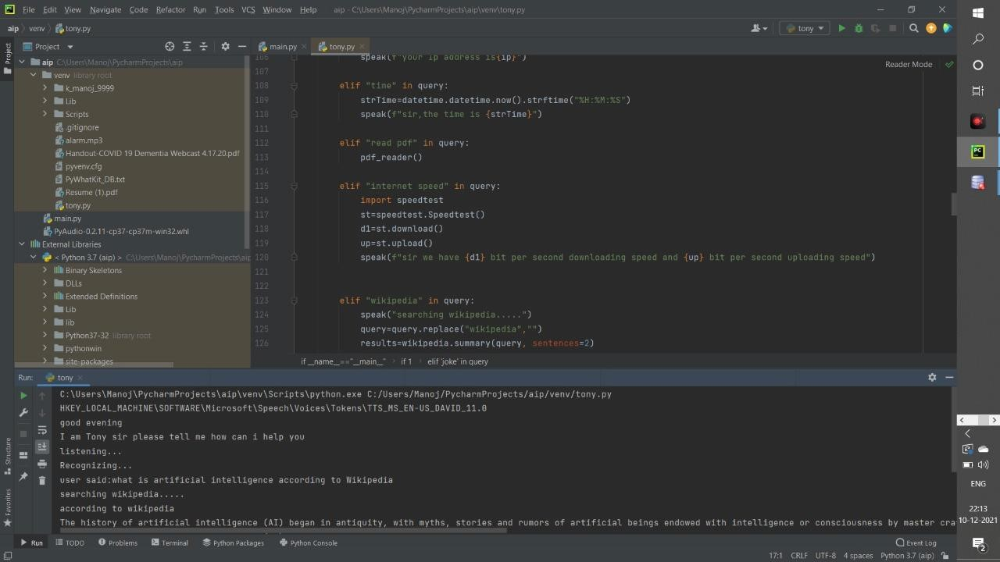 File Edit View Navigate Code Refactor Run Tools VCS Window Help aip - C:\Users\Manoj\PycharmProjects\aip\venv\tony.py
aip venv tony.py tony
Project
Project main.py tony.py
Reader Mode
aip C:\Users\Manoj\PycharmProjects\aip
venv library root
k_manoj_9999
Lib
Scripts
.gitignore
alarm.mp3
Handout-COVID 19 Dementia Webcast 4.17.20.pdf
pyvenv.cfg
PyWhatKit_DB.txt
Resume (1).pdf
tony.py
main.py
PyAudio-0.2.11-cp37-cp37m-win32.whl
External Libraries
< Python 3.7 (aip) > C:\Users\Manoj\PycharmProjects\aip
Binary Skeletons
DLLs
Extended Definitions
Lib
lib
Python37-32 library root
pythonwin
site-packages
106 speak(f"your ip address is{ip}")
107
108 elif "time" in query:
109 strTime=datetime.datetime.now().strftime("%H:%M:%S")
110 speak(f"sir,the time is {strTime}")
111
112 elif "read pdf" in query:
113 pdf_reader()
114
115 elif "internet speed" in query:
116 import speedtest
117 st=speedtest.Speedtest()
118 d1=st.download()
119 up=st.upload()
120 speak(f"sir we have {d1} bit per second downloading speed and {up} bit per second uploading speed")
121
122
123 elif "wikipedia" in query:
124 speak("searching wikipedia.....")
125 query=query.replace("wikipedia","")
126 results=wikipedia.summary(query, sentences=2)
if __name__=="__main__" if 1 elif 'joke' in query
Run: tony
C:\Users\Manoj\PycharmProjects\aip\venv\Scripts\python.exe C:/Users/Manoj/PycharmProjects/aip/venv/tony.py
HKEY_LOCAL_MACHINE\SOFTWARE\Microsoft\Speech\Voices\Tokens\TTS_MS_EN-US_DAVID_11.0
good evening
I am Tony sir please tell me how can i help you
listening...
Recognizing...
user said:what is artificial intelligence according to Wikipedia
searching wikipedia.....
according to wikipedia
The history of artificial intelligence (AI) began in antiquity, with myths, stories and rumors of artificial beings endowed with intelligence or consciousness by master cra
Structure
Favorites
Run TODO Problems Terminal Python Packages Python Console Event Log
17:1 CRLF UTF-8 4 spaces Python 3.7 (aip)
PC
ENG
22:13
10-12-2021
2